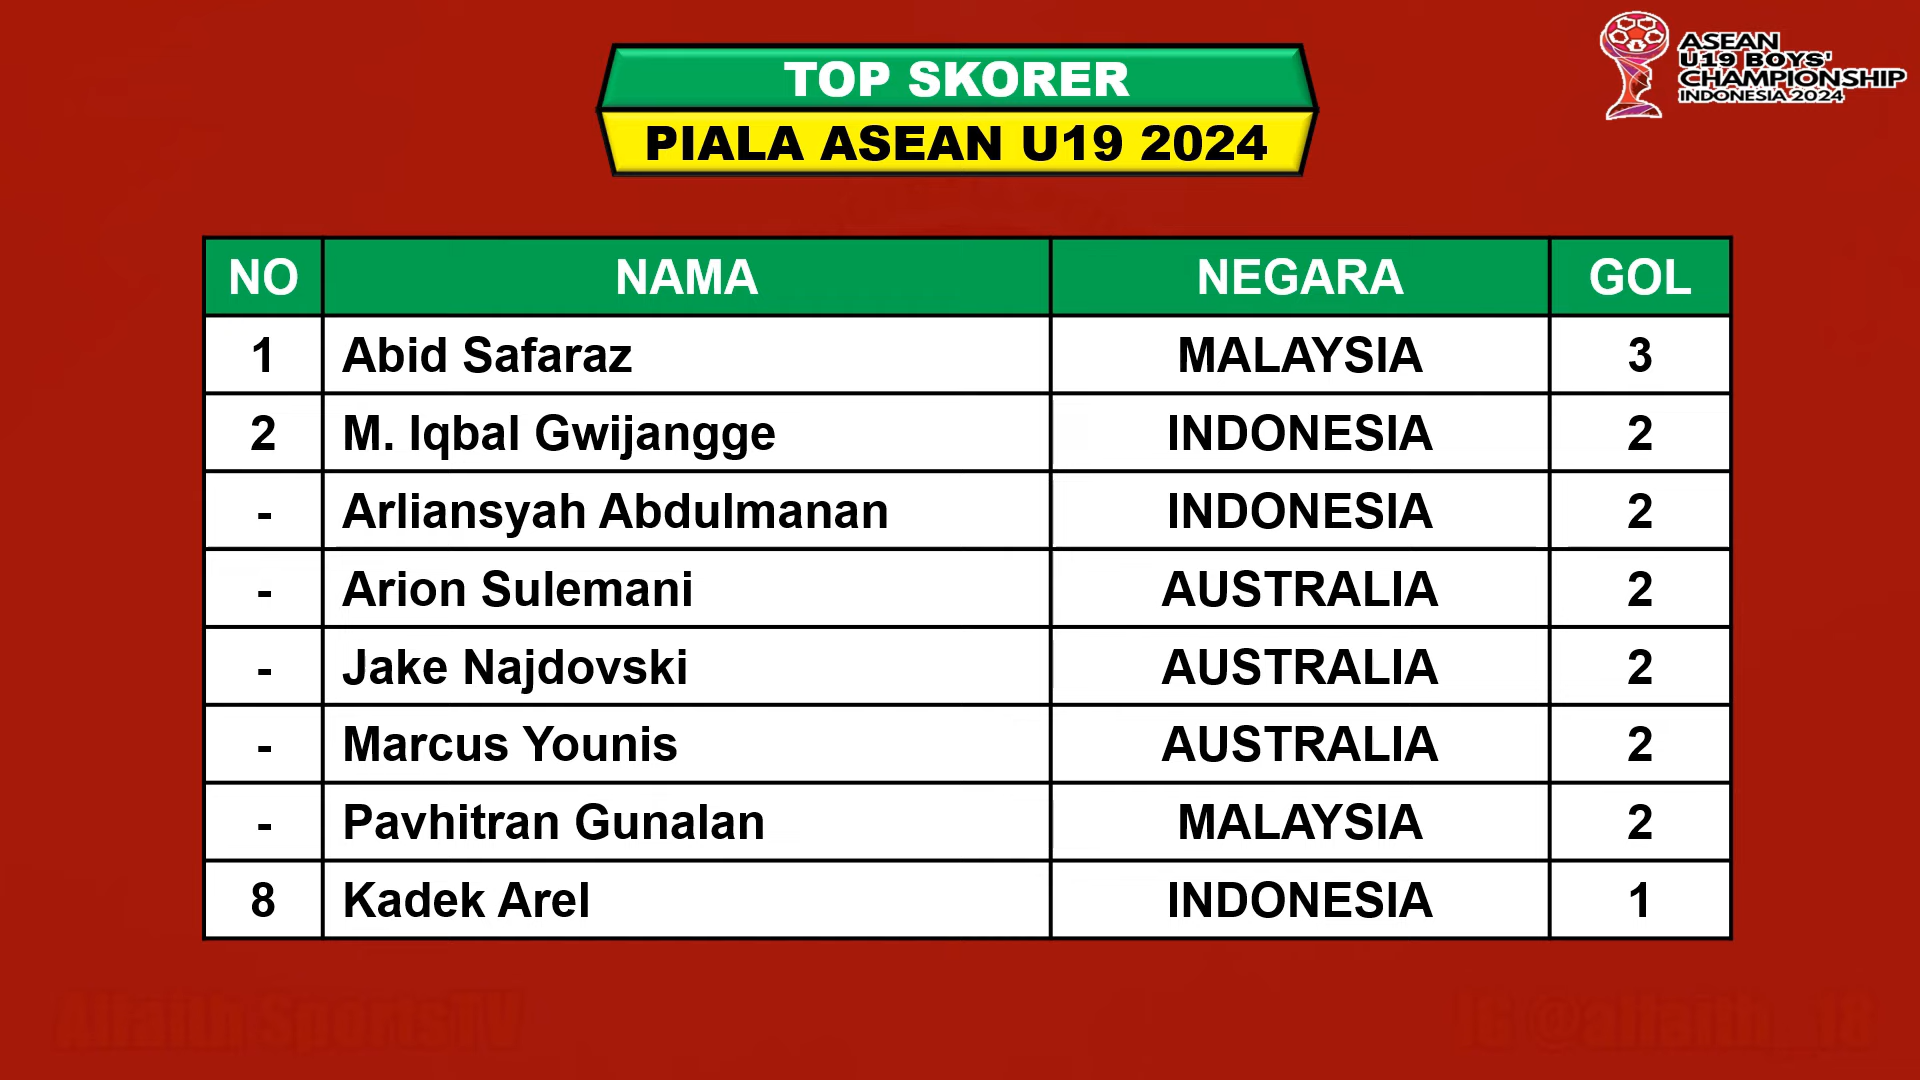 TOP SKORER
PIALA ASEAN U19 2024
ASEAN
U19 BOYS'
CHAMPIONSHIP
INDONESIA 2024
NO NAMA NEGARA GOL
1 Abid Safaraz MALAYSIA 3
2 M. Iqbal Gwijangge INDONESIA 2
- Arliansyah Abdulmanan INDONESIA 2
- Arion Sulemani AUSTRALIA 2
- Jake Najdovski AUSTRALIA 2
- Marcus Younis AUSTRALIA 2
- Pavhitran Gunalan MALAYSIA 2
8 Kadek Arel INDONESIA 1